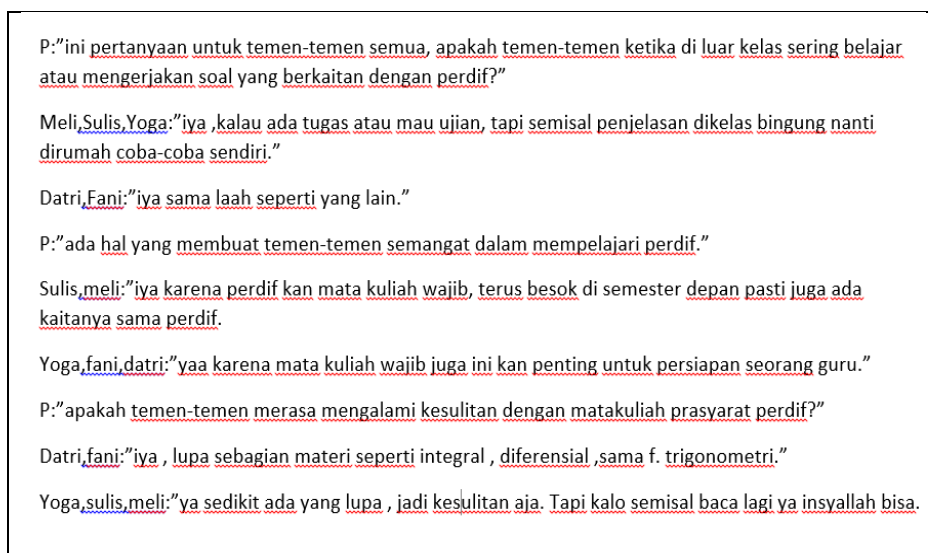 P:”ini pertanyaan untuk temen-temen semua, apakah temen-temen ketika di luar kelas sering belajar
atau mengerjakan soal yang berkaitan dengan perdif?”
Meli,Sulis,Yoga:”iya ,kalau ada tugas atau mau ujian, tapi semisal penjelasan dikelas bingung nanti
dirumah coba-coba sendiri.”
Datri,Fani:”iya sama laah seperti yang lain.”
P:”ada hal yang membuat temen-temen semangat dalam mempelajari perdif.”
Sulis,meli:”iya karena perdif kan mata kuliah wajib, terus besok di semester depan pasti juga ada
kaitanya sama perdif.
Yoga,fani,datri:”yaa karena mata kuliah wajib juga ini kan penting untuk persiapan seorang guru.”
P:”apakah temen-temen merasa mengalami kesulitan dengan matakuliah prasyarat perdif?”
Datri,fani:”iya , lupa sebagian materi seperti integral , diferensial ,sama f. trigonometri.”
Yoga,sulis,meli:”ya sedikit ada yang lupa , jadi kesulitan aja. Tapi kalo semisal baca lagi ya insyallah bisa.